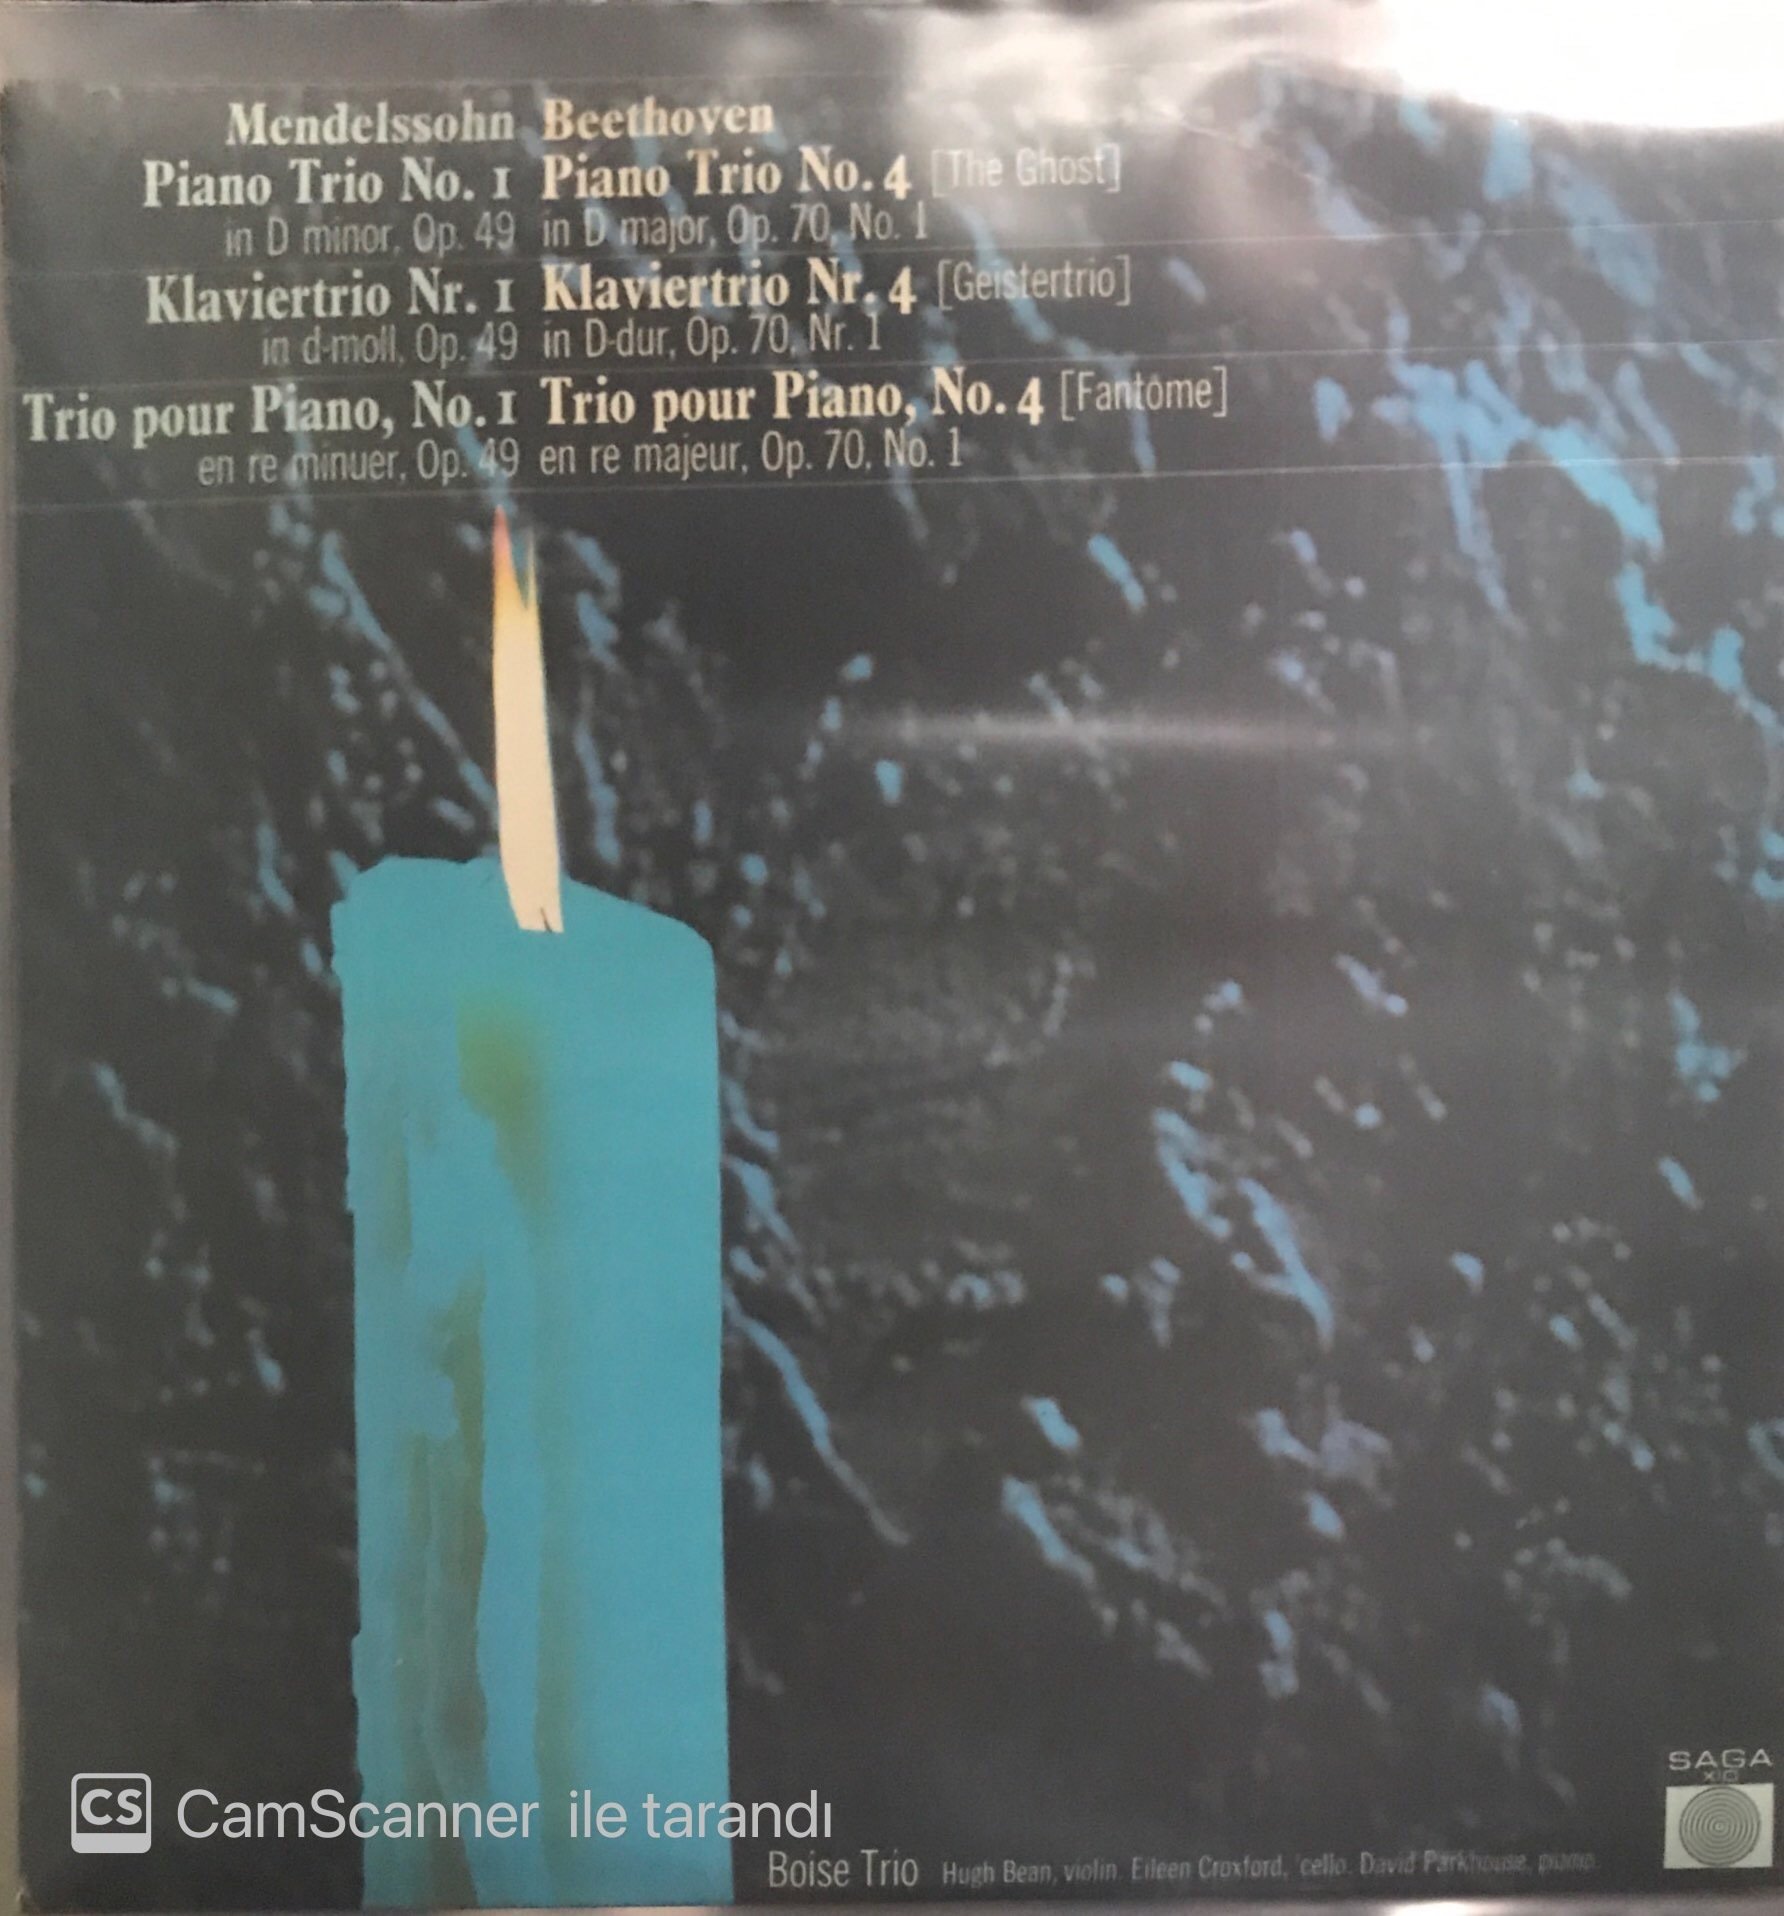 Mendelssohn Beethoven
Piano Trio No. 1 Piano Trio No. 4 [The Ghost]
in D minor, Op. 49 in D major, Op. 70, No. 1
Klaviertrio Nr. 1 Klaviertrio Nr. 4 [Geistertrio]
in d-moll, Op. 49 in D-dur, Op. 70, Nr. 1
Trio pour Piano, No. 1 Trio pour Piano, No. 4 [Fantôme]
en re minuer, Op. 49 en re majeur, Op. 70, No. 1
SAGA
XID
CS CamScanner ile tarandı
Boise Trio Hugh Bean, violin. Eileen Croxford, 'cello. David Parkhouse, piano.